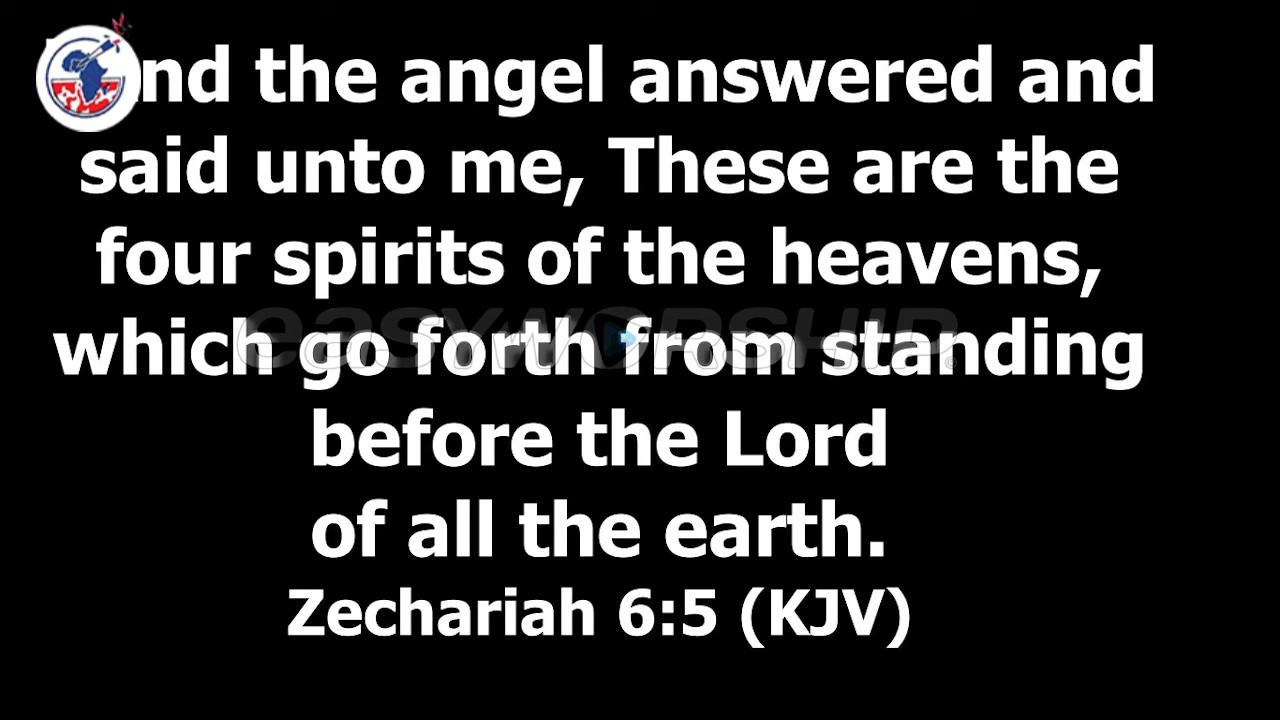 And the angel answered and
said unto me, These are the
four spirits of the heavens,
which go forth from standing
before the Lord
of all the earth.
Zechariah 6:5 (KJV)
easyworship